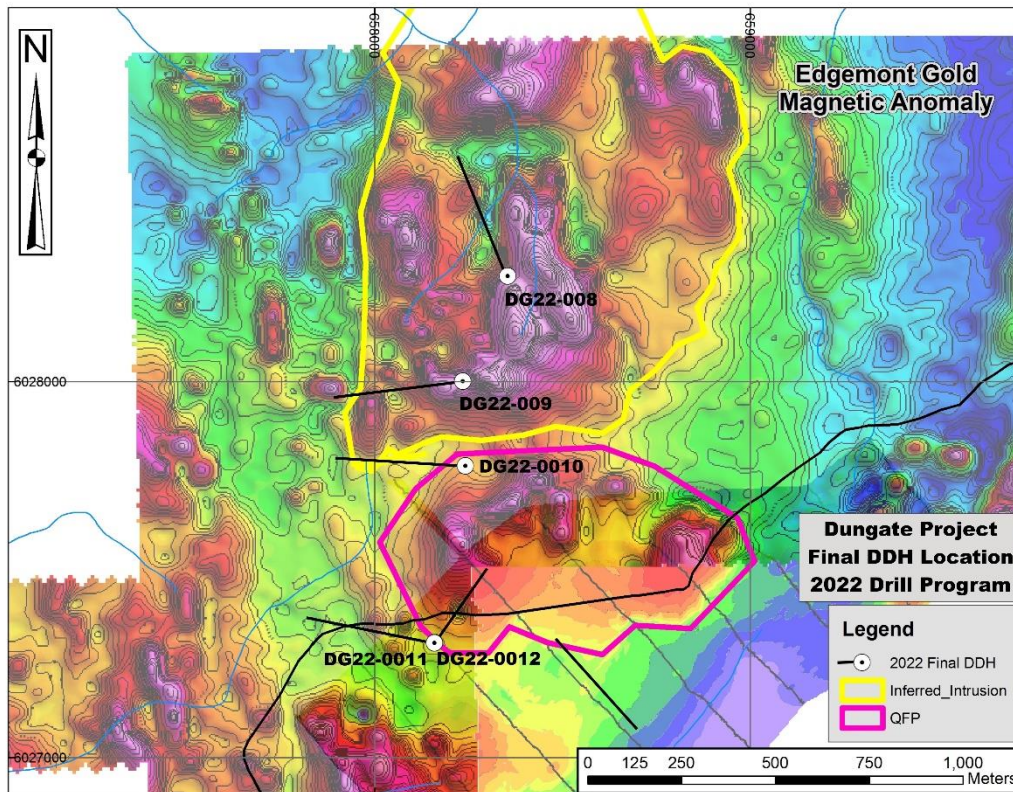 658000
659000
N
Edgemont Gold
Magnetic Anomaly
DG22-008
6028000
DG22-009
DG22-0010
Dungate Project
Final DDH Location
2022 Drill Program
Legend
2022 Final DDH
Inferred_Intrusion
QFP
DG22-0011 DG22-0012
6027000
0 125 250 500 750 1,000
Meters